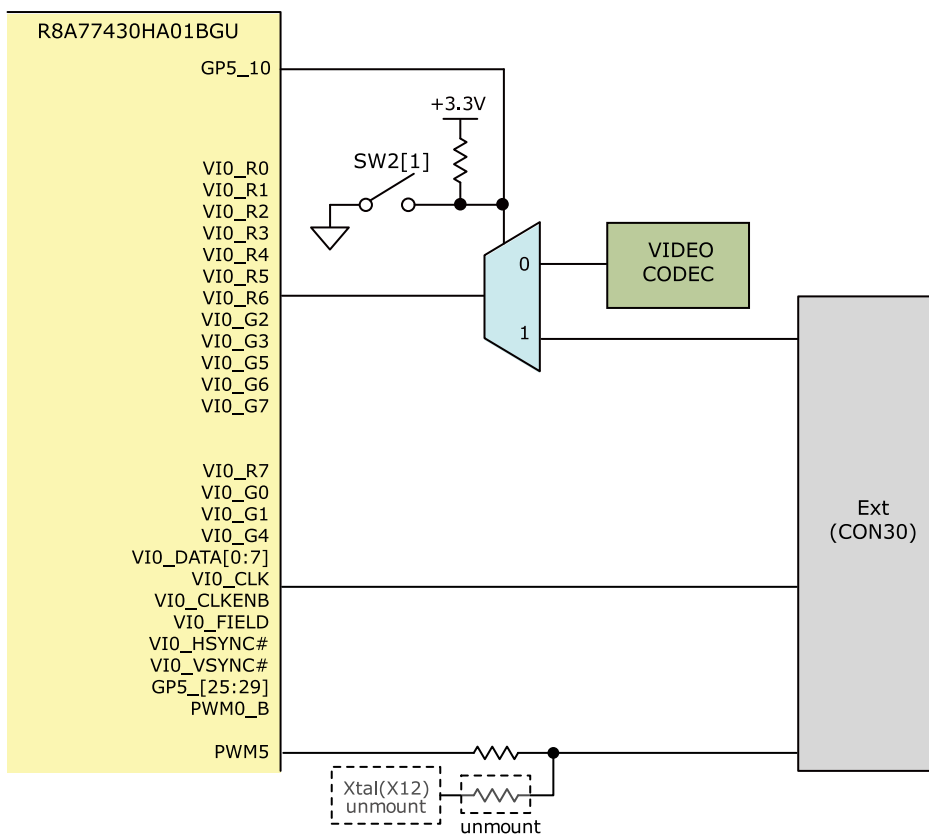 R8A77430HA01BGU
GP5_10
+3.3V
SW2[1]
VI0_R0
VI0_R1
VI0_R2
VI0_R3
VI0_R4
VI0_R5
VI0_R6
VI0_G2
VI0_G3
VI0_G5
VI0_G6
VI0_G7
0
1
VIDEO
CODEC
VI0_R7
VI0_G0
VI0_G1
VI0_G4
VI0_DATA[0:7]
VI0_CLK
VI0_CLKENB
VI0_FIELD
VI0_HSYNC#
VI0_VSYNC#
GP5_[25:29]
PWM0_B
PWM5
Ext
(CON30)
Xtal(X12)
unmount
unmount